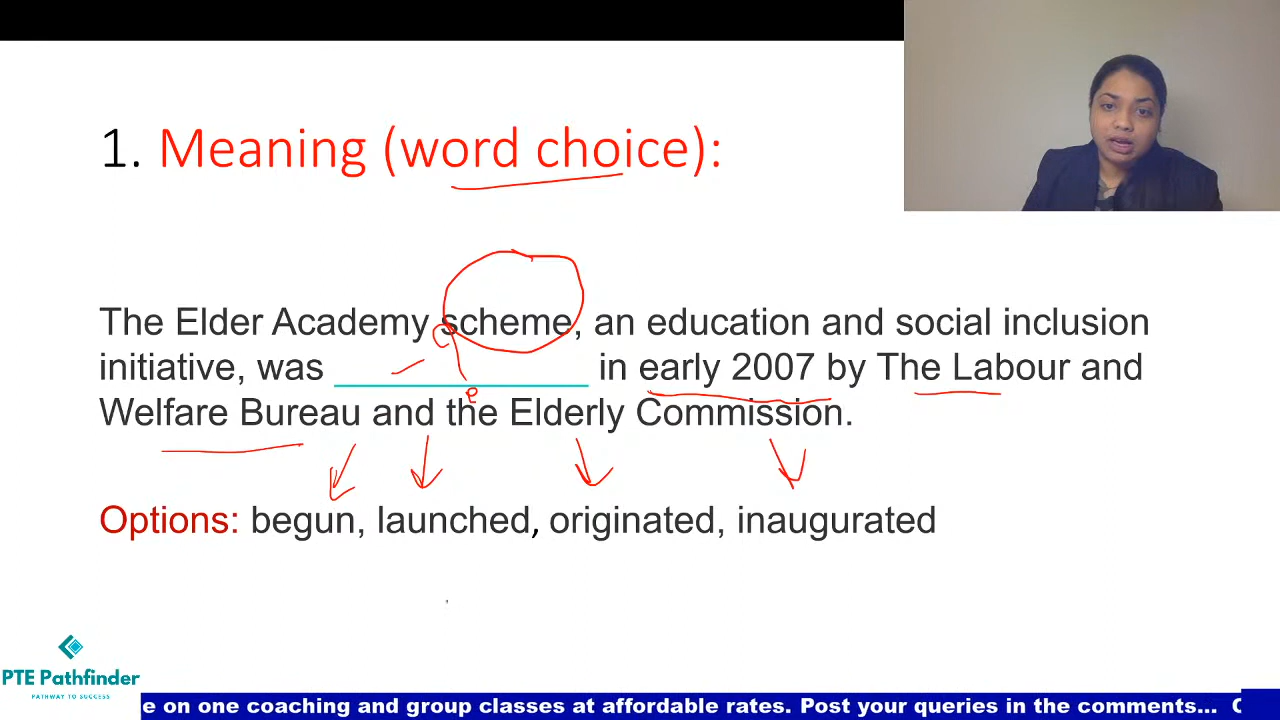 1. Meaning (word choice):
The Elder Academy scheme, an education and social inclusion
initiative, was ______ in early 2007 by The Labour and
Welfare Bureau and the Elderly Commission.
Options: begun, launched, originated, inaugurated
PTE Pathfinder
PATHWAY TO SUCCESS
e on one coaching and group classes at affordable rates. Post your queries in the comments...